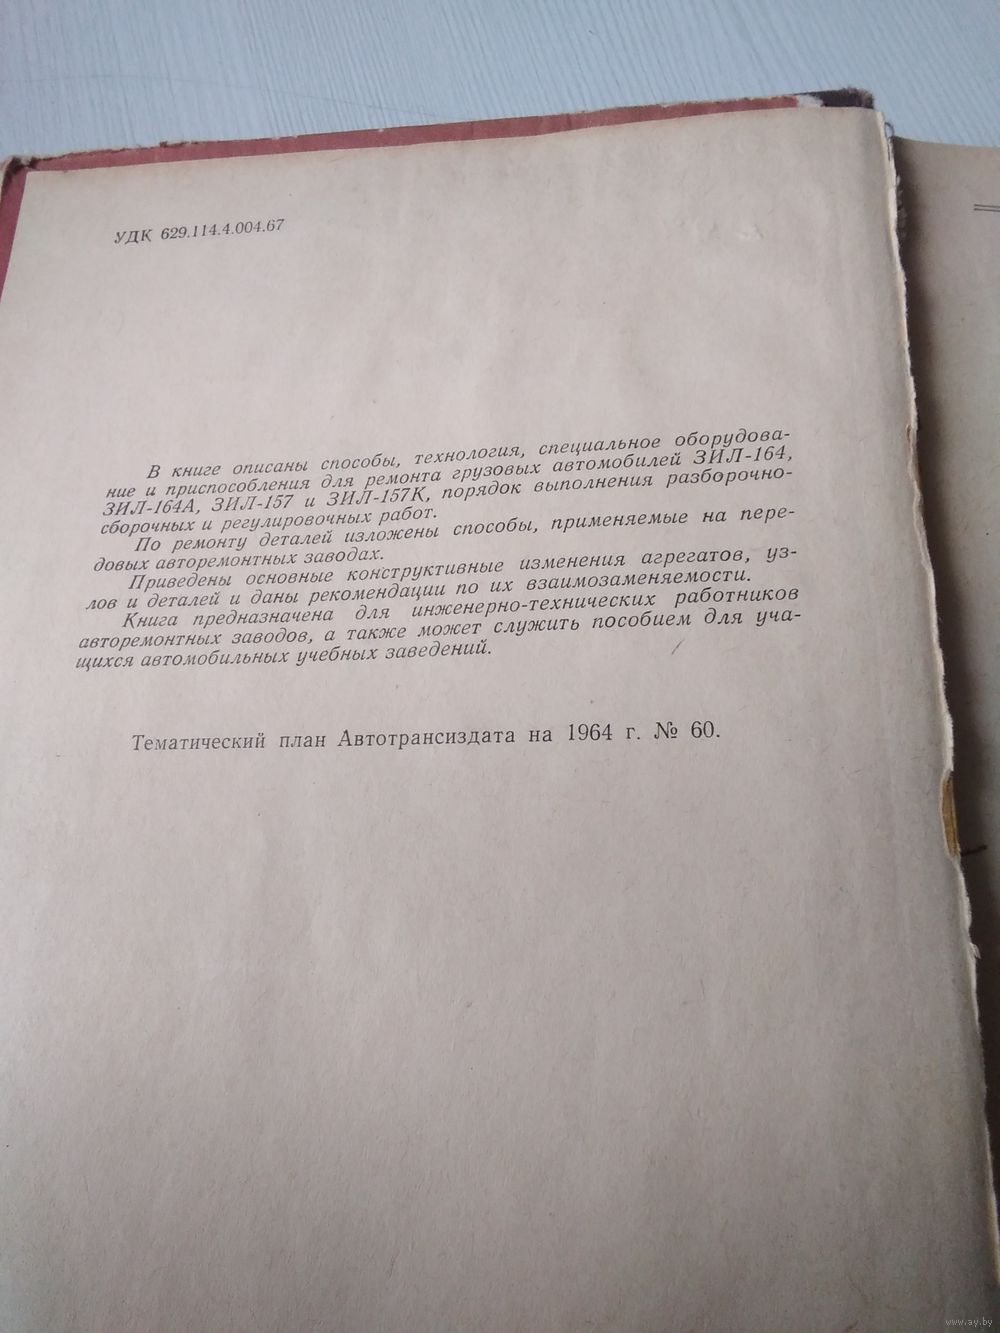 УДК 629.114.4.004.67
В книге описаны способы, технология, специальное оборудова-
ние и приспособления для ремонта грузовых автомобилей ЗИЛ-164,
ЗИЛ-164А, ЗИЛ-157 и ЗИЛ-157К, порядок выполнения разборочно-
сборочных и регулировочных работ.
По ремонту деталей изложены способы, применяемые на пере-
довых авторемонтных заводах.
Приведены основные конструктивные изменения агрегатов, уз-
лов и деталей и даны рекомендации по их взаимозаменяемости.
Книга предназначена для инженерно-технических работников
авторемонтных заводов, а также может служить пособием для уча-
щихся автомобильных учебных заведений.
Тематический план Автотрансиздата на 1964 г. № 60.
www.ay.by